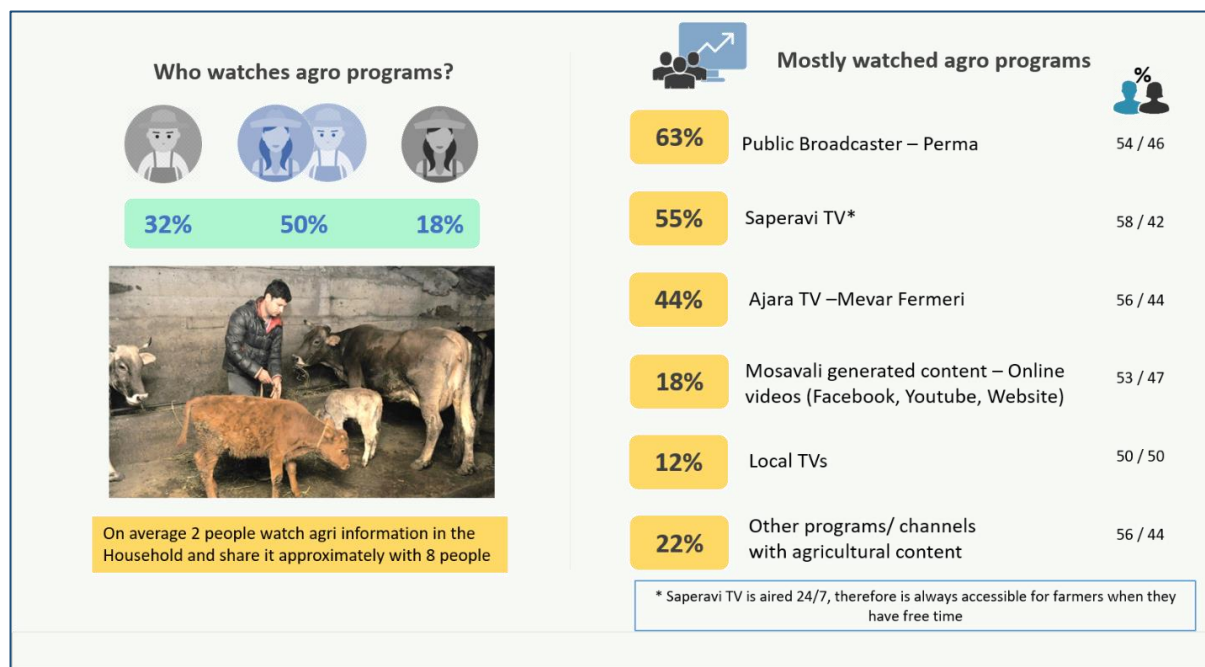 Who watches agro programs?
32% 50% 18%
On average 2 people watch agri information in the
Household and share it approximately with 8 people
Mostly watched agro programs
%
63% Public Broadcaster – Perma 54 / 46
55% Saperavi TV* 58 / 42
44% Ajara TV –Mevar Fermeri 56 / 44
18% Mosavali generated content – Online 53 / 47
videos (Facebook, Youtube, Website)
12% Local TVs 50 / 50
22% Other programs/ channels 56 / 44
with agricultural content
* Saperavi TV is aired 24/7, therefore is always accessible for farmers when they
have free time